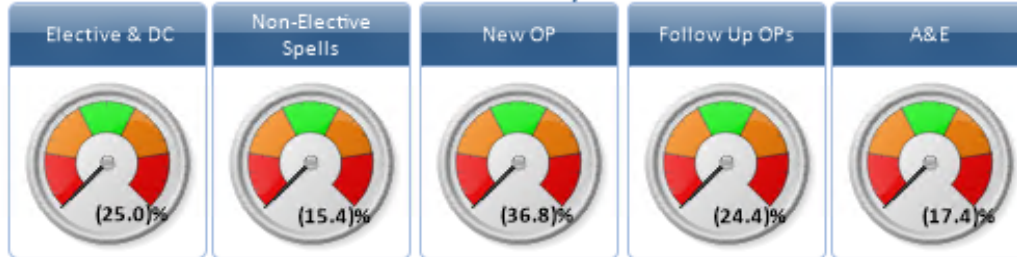 Elective & DC
Non-Elective
Spells
New OP
Follow Up OPs
A&E
(25.0)%
(15.4)%
(36.8)%
(24.4)%
(17.4)%